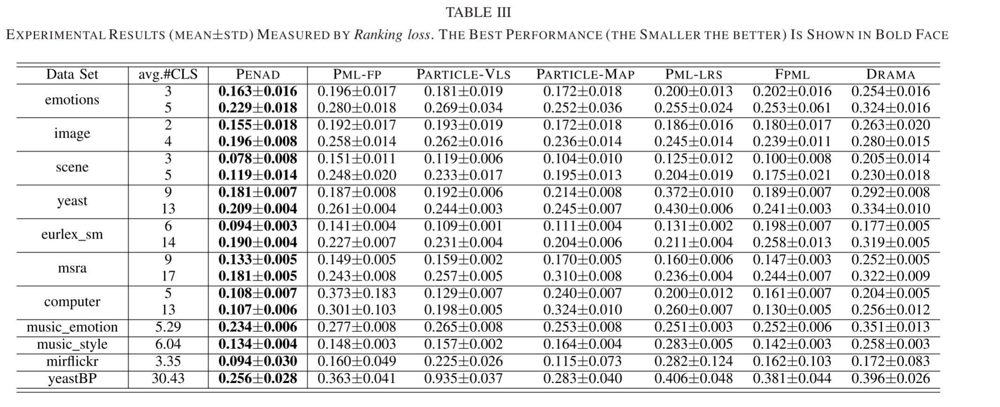 TABLE III
EXPERIMENTAL RESULTS (MEAN±STD) MEASURED BY Ranking loss. THE BEST PERFORMANCE (THE SMALLER THE BETTER) IS SHOWN IN BOLD FACE
Data Set avg.#CLS PENAD PML-FP PARTICLE-VLS PARTICLE-MAP PML-LRS FPML DRAMA
emotions
3 0.163±0.016 0.196±0.017 0.181±0.019 0.172±0.018 0.200±0.013 0.202±0.016 0.254±0.016
5 0.229±0.018 0.280±0.018 0.269±0.034 0.252±0.036 0.255±0.024 0.253±0.061 0.324±0.016
image
2 0.155±0.018 0.192±0.017 0.193±0.019 0.172±0.018 0.186±0.016 0.180±0.017 0.263±0.020
4 0.196±0.008 0.258±0.014 0.262±0.016 0.236±0.014 0.245±0.014 0.239±0.011 0.280±0.015
scene
3 0.078±0.008 0.151±0.011 0.119±0.006 0.104±0.010 0.125±0.012 0.100±0.008 0.205±0.014
5 0.119±0.014 0.248±0.020 0.233±0.017 0.195±0.013 0.204±0.019 0.175±0.021 0.230±0.018
yeast
9 0.181±0.007 0.187±0.008 0.192±0.006 0.214±0.008 0.372±0.010 0.189±0.007 0.292±0.008
13 0.209±0.004 0.261±0.004 0.244±0.003 0.245±0.007 0.430±0.006 0.241±0.003 0.334±0.010
eurlex_sm
6 0.094±0.003 0.141±0.004 0.109±0.001 0.111±0.004 0.131±0.002 0.198±0.007 0.177±0.005
14 0.190±0.004 0.227±0.007 0.231±0.004 0.204±0.006 0.211±0.004 0.258±0.013 0.319±0.005
msra
9 0.133±0.005 0.149±0.005 0.159±0.002 0.170±0.005 0.160±0.006 0.147±0.003 0.252±0.005
17 0.181±0.005 0.243±0.008 0.257±0.005 0.310±0.008 0.236±0.004 0.244±0.007 0.322±0.009
computer
5 0.108±0.007 0.373±0.183 0.129±0.007 0.240±0.007 0.200±0.012 0.161±0.007 0.204±0.005
13 0.107±0.006 0.301±0.103 0.198±0.005 0.324±0.010 0.260±0.007 0.130±0.005 0.256±0.012
music_emotion 5.29 0.234±0.006 0.277±0.008 0.265±0.008 0.253±0.008 0.251±0.003 0.252±0.006 0.351±0.013
music_style 6.04 0.134±0.004 0.148±0.003 0.157±0.002 0.164±0.004 0.283±0.005 0.142±0.003 0.258±0.003
mirflickr 3.35 0.094±0.030 0.160±0.049 0.225±0.026 0.115±0.073 0.282±0.124 0.162±0.103 0.172±0.083
yeastBP 30.43 0.256±0.028 0.363±0.041 0.935±0.037 0.283±0.040 0.406±0.048 0.381±0.044 0.396±0.026